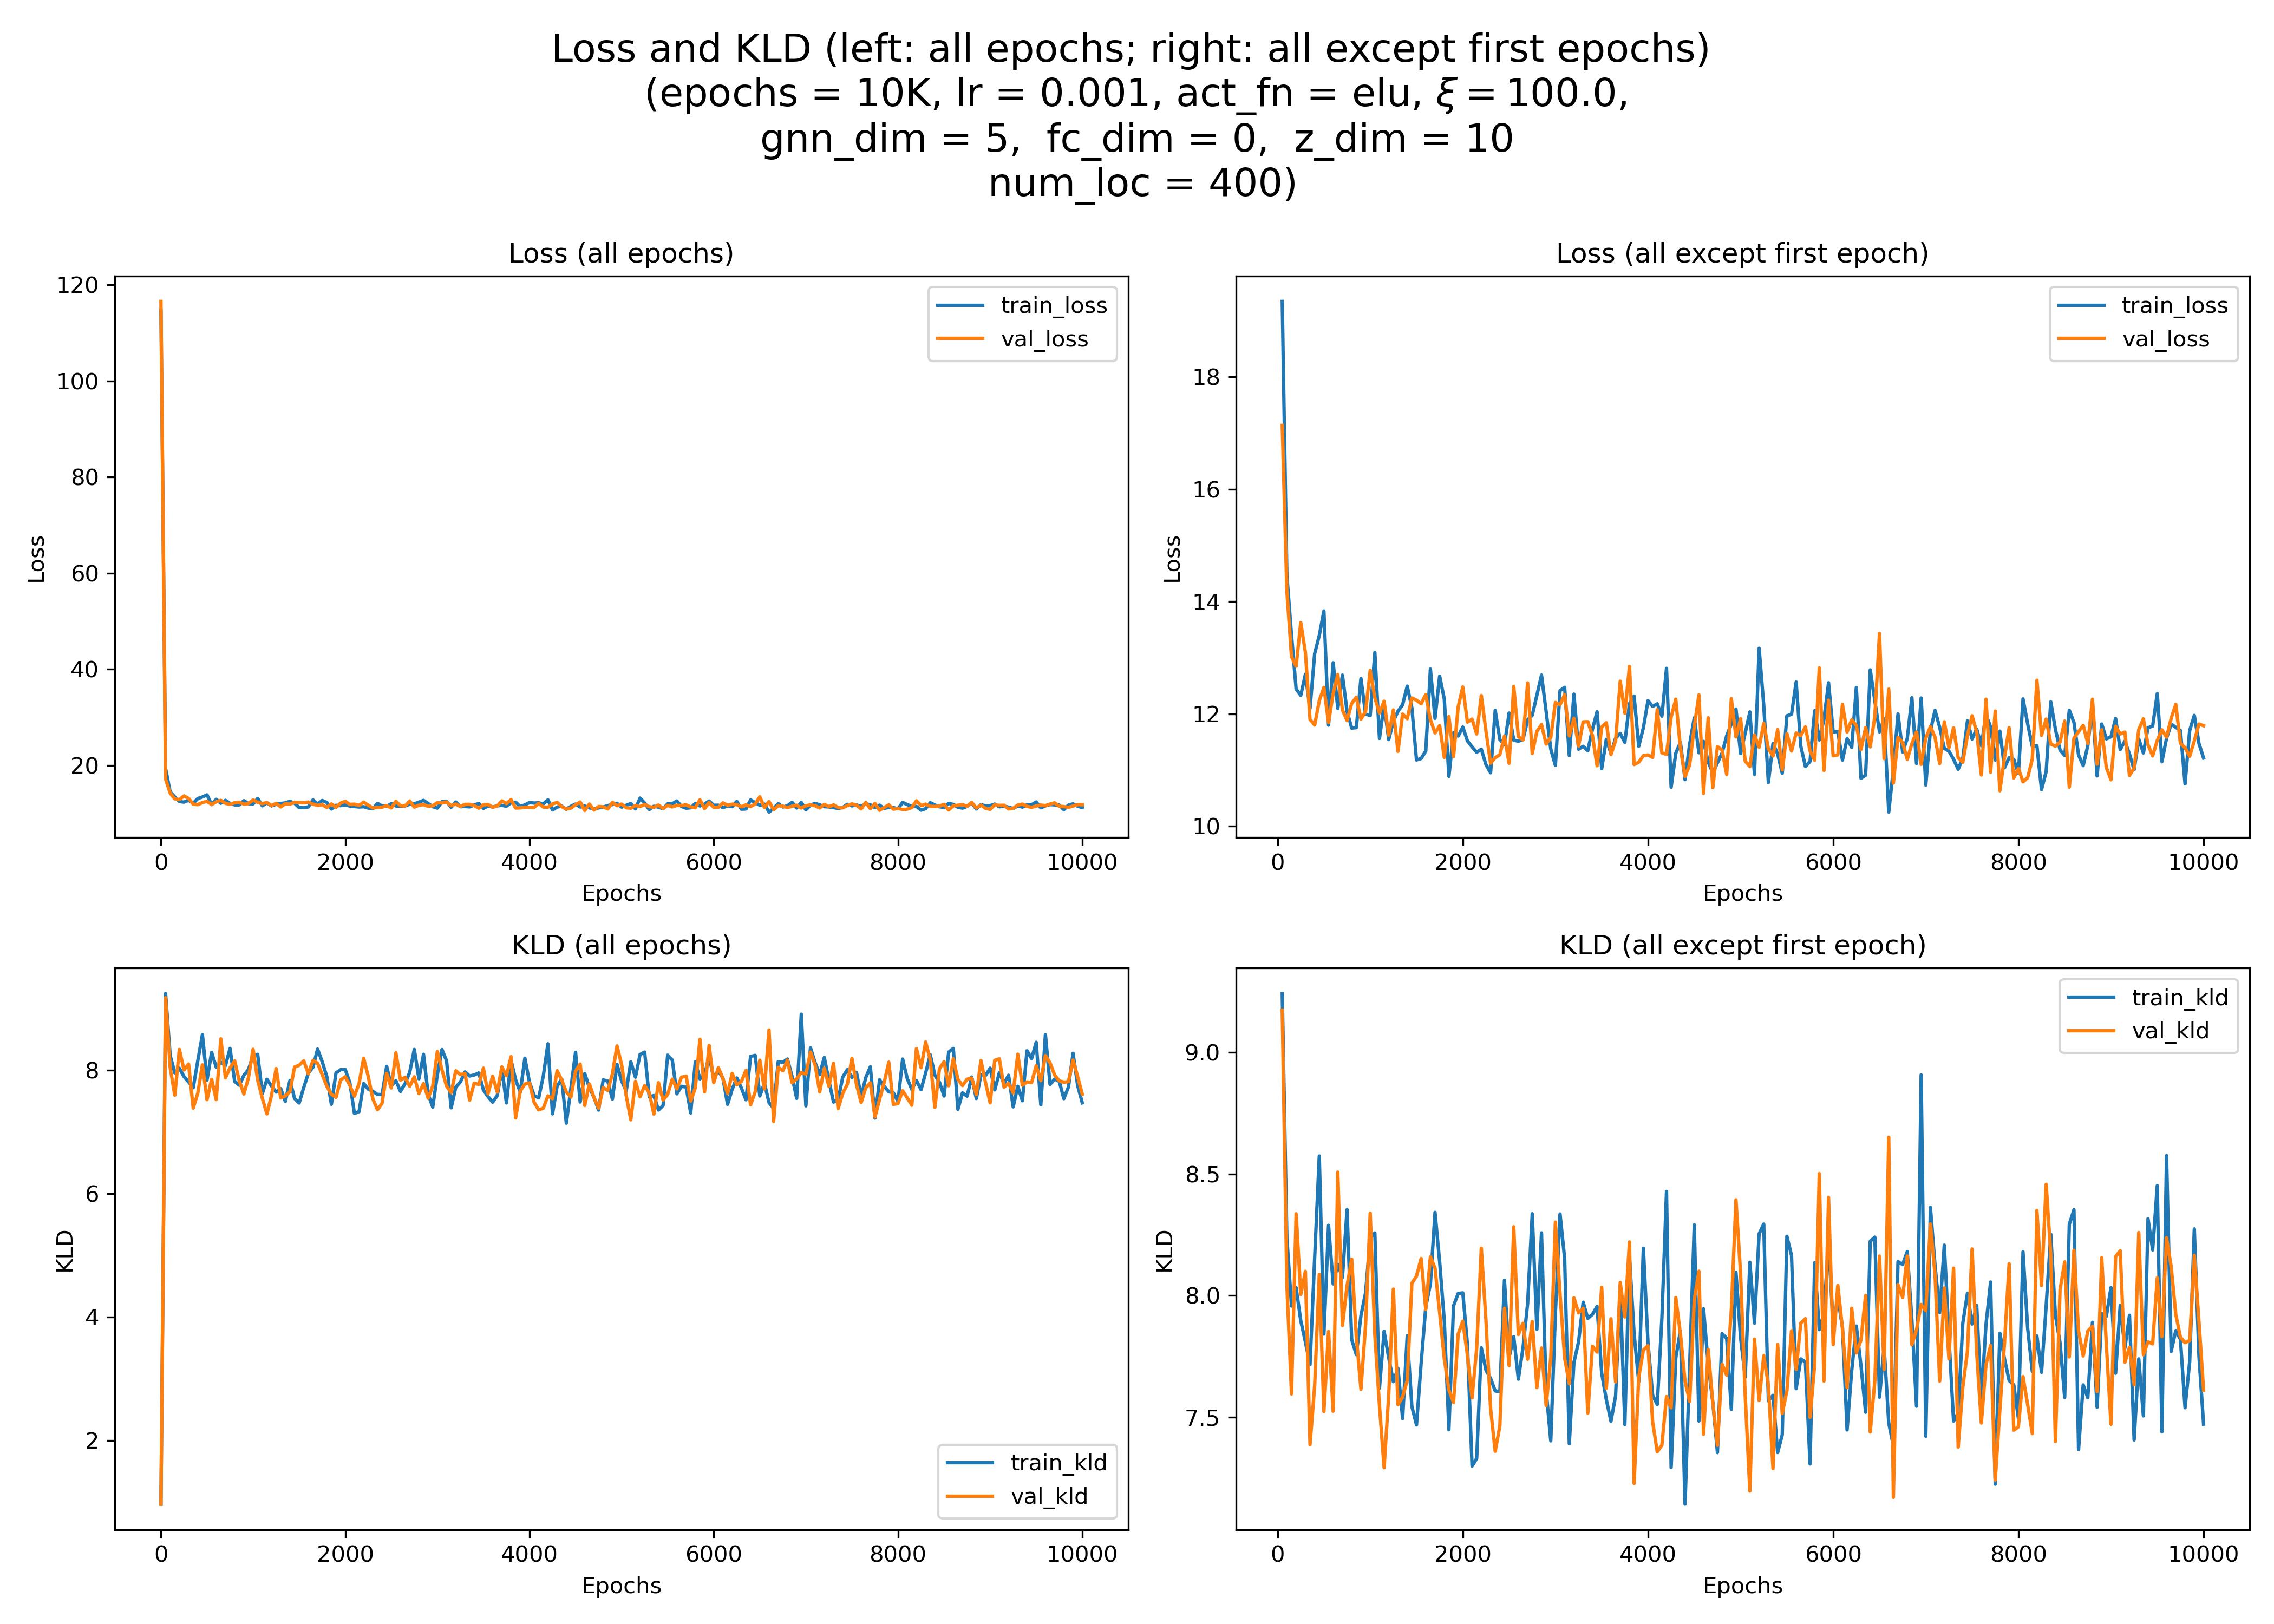 Loss and KLD (left: all epochs; right: all except first epochs)
(epochs = 10K, lr = 0.001, act_fn = elu, ξ = 100.0,
gnn_dim = 5,  fc_dim = 0,  z_dim = 10
num_loc = 400)
Loss (all epochs)
120
100
80
60
40
20
Loss
train_loss
val_loss
0 2000 4000 6000 8000 10000
Epochs
Loss (all except first epoch)
18
16
14
12
10
Loss
train_loss
val_loss
0 2000 4000 6000 8000 10000
Epochs
KLD (all epochs)
8
6
4
2
KLD
train_kld
val_kld
0 2000 4000 6000 8000 10000
Epochs
KLD (all except first epoch)
9.0
8.5
8.0
7.5
KLD
train_kld
val_kld
0 2000 4000 6000 8000 10000
Epochs